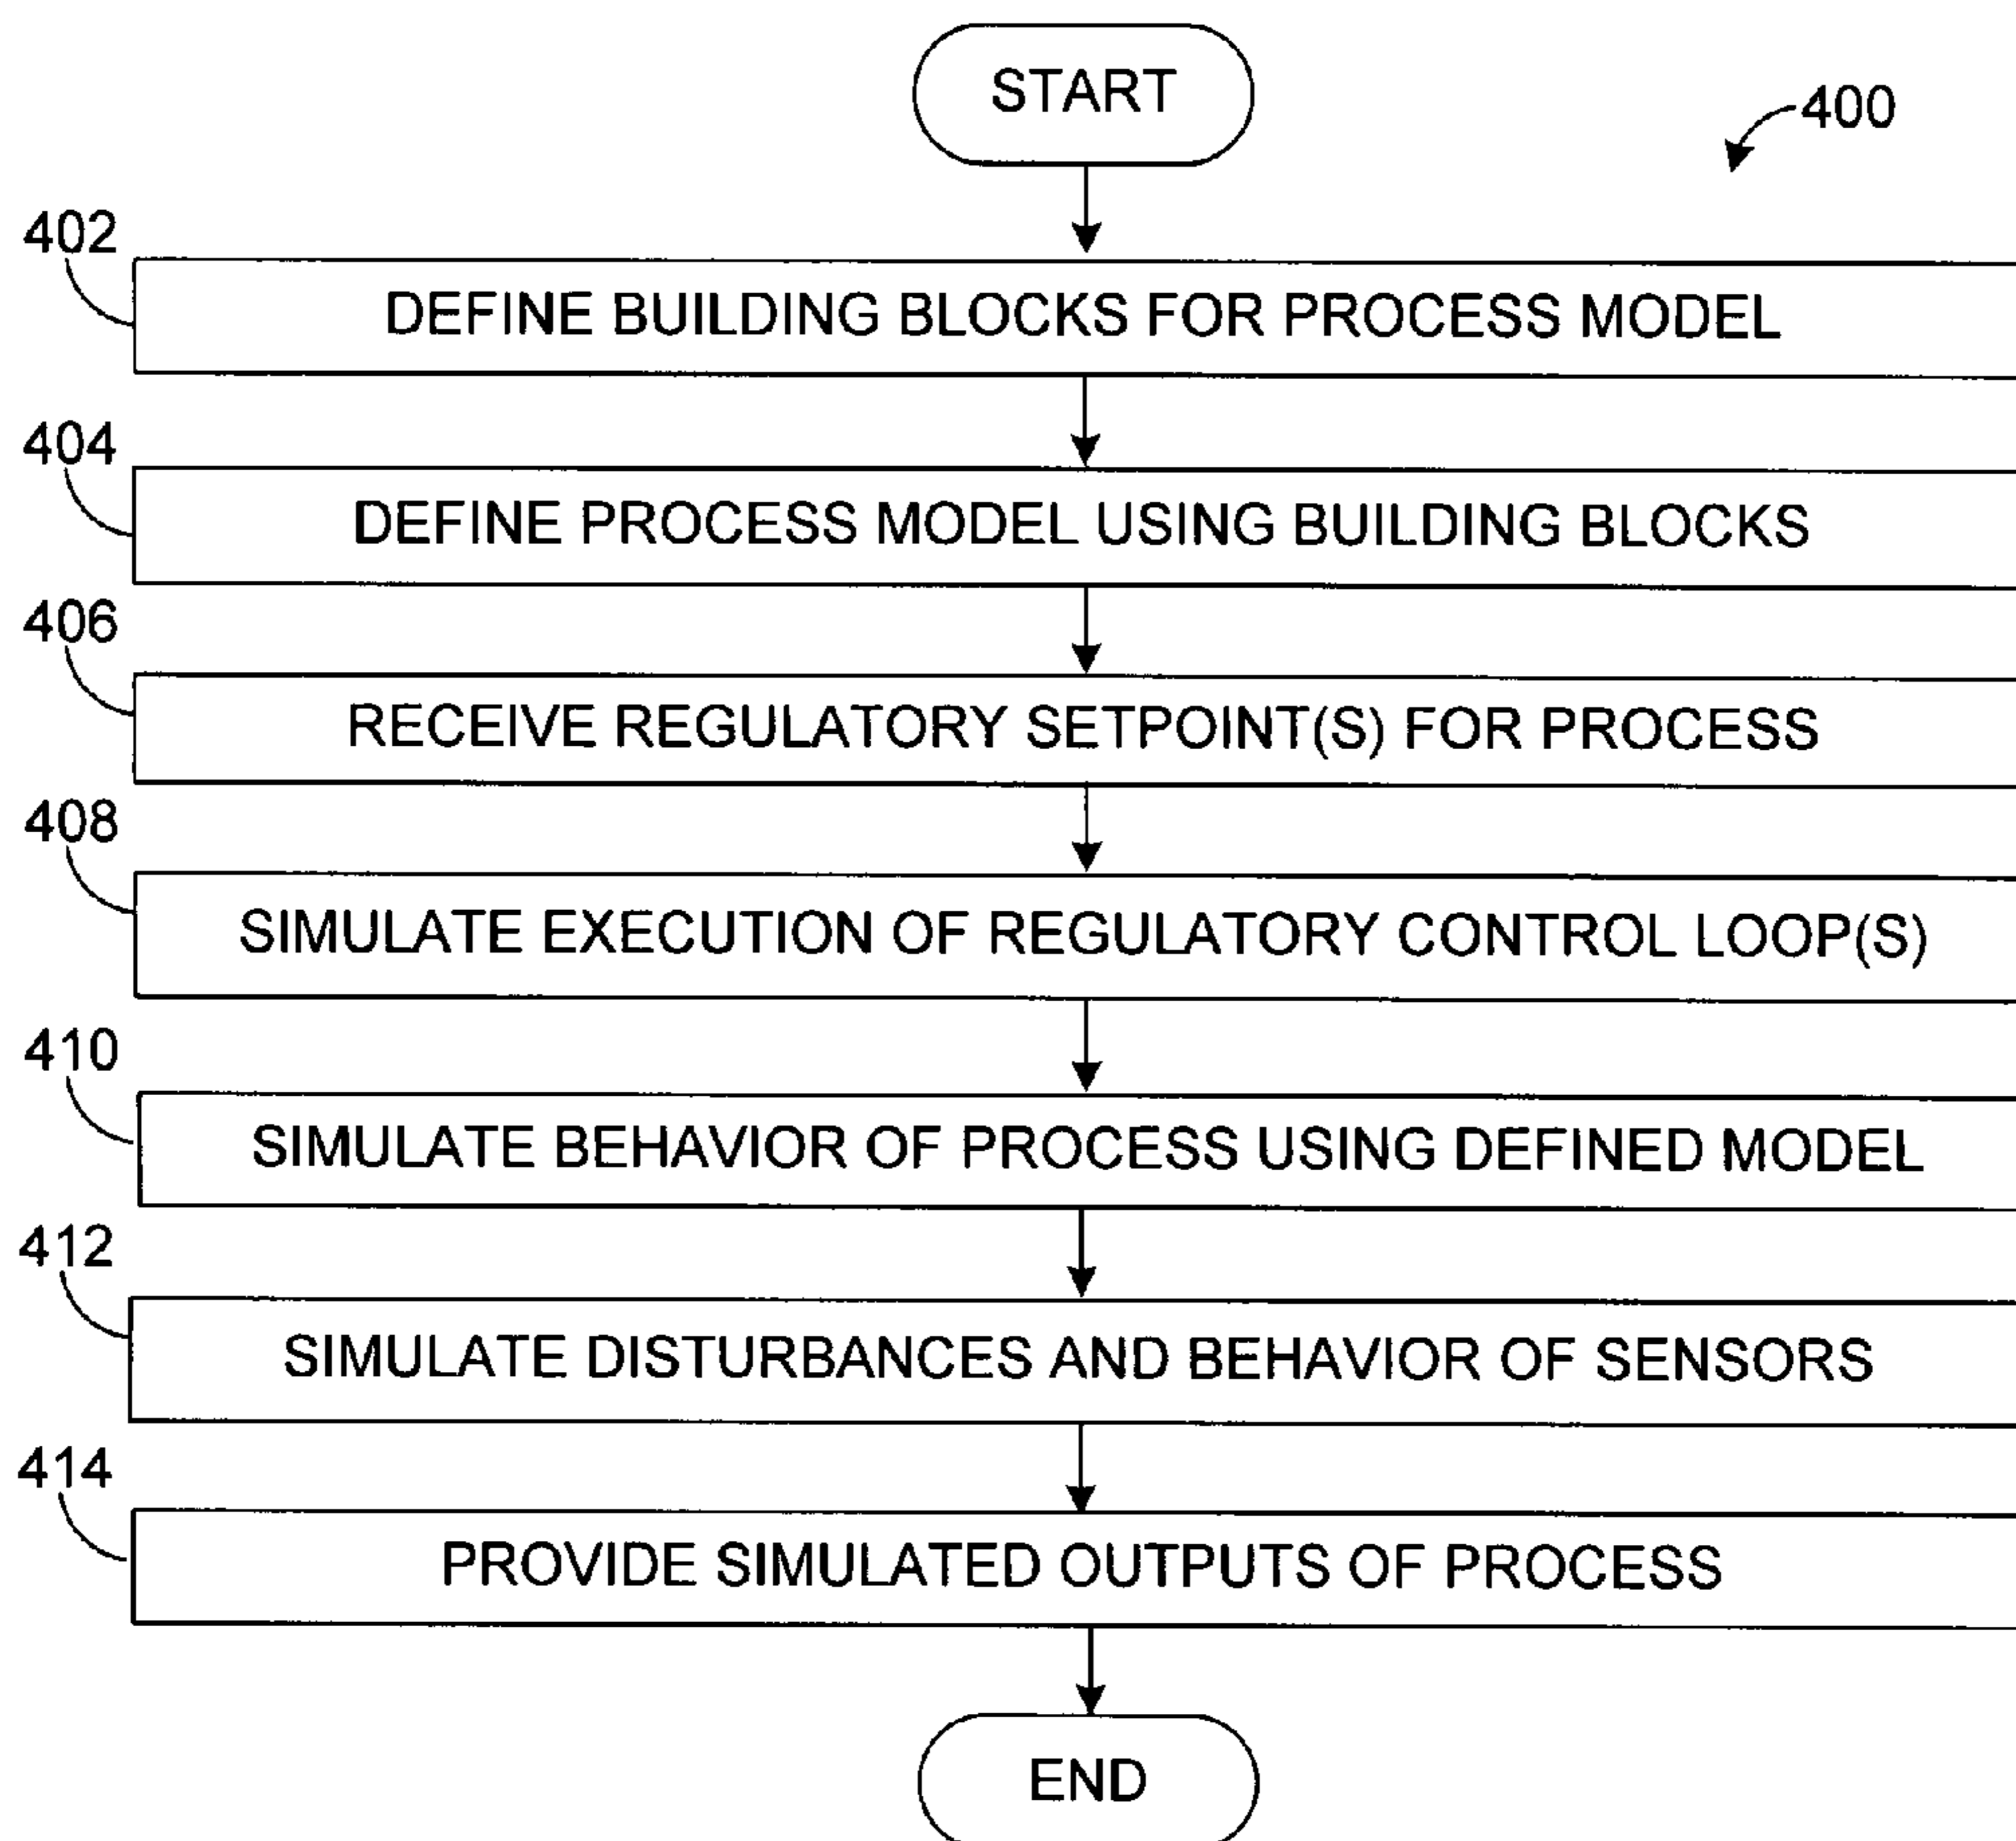 START
400
402
DEFINE BUILDING BLOCKS FOR PROCESS MODEL
404
DEFINE PROCESS MODEL USING BUILDING BLOCKS
406
RECEIVE REGULATORY SETPOINT(S) FOR PROCESS
408
SIMULATE EXECUTION OF REGULATORY CONTROL LOOP(S)
410
SIMULATE BEHAVIOR OF PROCESS USING DEFINED MODEL
412
SIMULATE DISTURBANCES AND BEHAVIOR OF SENSORS
414
PROVIDE SIMULATED OUTPUTS OF PROCESS
END